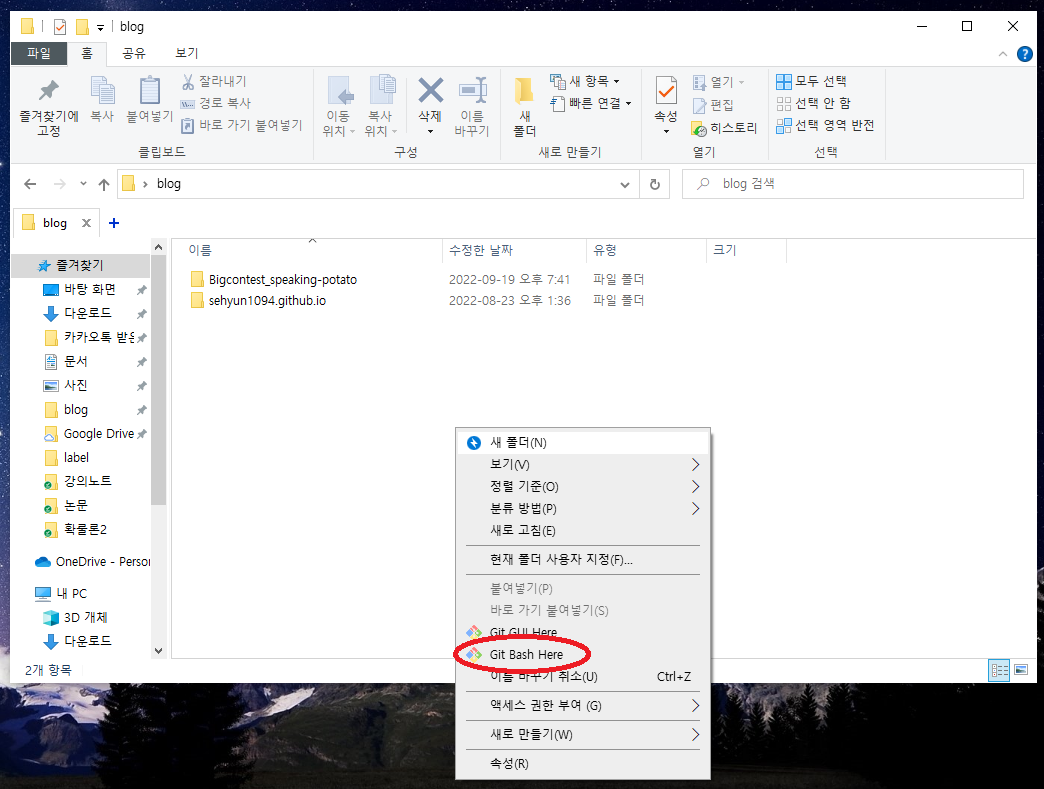 blog
파일 홈 공유 보기
즐겨찾기에 고정
복사
붙여넣기
잘라내기
경로 복사
바로 가기 붙여넣기
클립보드
이동 위치
복사 위치
삭제
이름 바꾸기
구성
새 폴더
새 항목
빠른 연결
새로 만들기
속성
열기
편집
히스토리
열기
모두 선택
선택 안 함
선택 영역 반전
선택
blog
blog 검색
blog
이름 수정한 날짜 유형 크기
Bigcontest_speaking-potato 2022-09-19 오후 7:41 파일 폴더
sehyun1094.github.io 2022-08-23 오후 1:36 파일 폴더
즐겨찾기
바탕 화면
다운로드
카카오톡 받은
문서
사진
blog
Google Drive
label
강의노트
논문
확물론2
OneDrive - Person
내 PC
3D 개체
다운로드
새 폴더(N)
보기(V)
정렬 기준(O)
분류 방법(P)
새로 고침(E)
현재 폴더 사용자 지정(F)...
붙여넣기(P)
바로 가기 붙여넣기(S)
Git GUI Here
Git Bash Here
이름 바꾸기 취소(U) Ctrl+Z
액세스 권한 부여 (G)
새로 만들기(W)
속성(R)
2개 항목